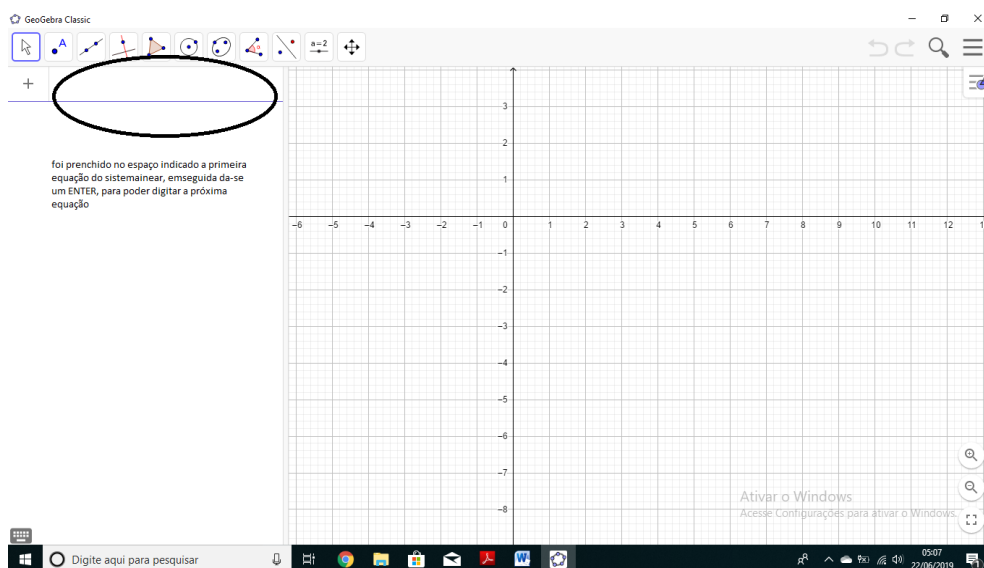 GeoGebra Classic
A
a=2
+
foi prenchido no espaço indicado a primeira
equação do sistemainear, emseguida da-se
um ENTER, para poder digitar a próxima
equação
3
2
1
−6 −5 −4 −3 −2 −1 0 1 2 3 4 5 6 7 8 9 10 11 12 1
−1
−2
−3
−4
−5
−6
−7
−8
Ativar o Windows
Acesse Configurações para ativar o Windows.
Digite aqui para pesquisar
05:07
22/06/2019